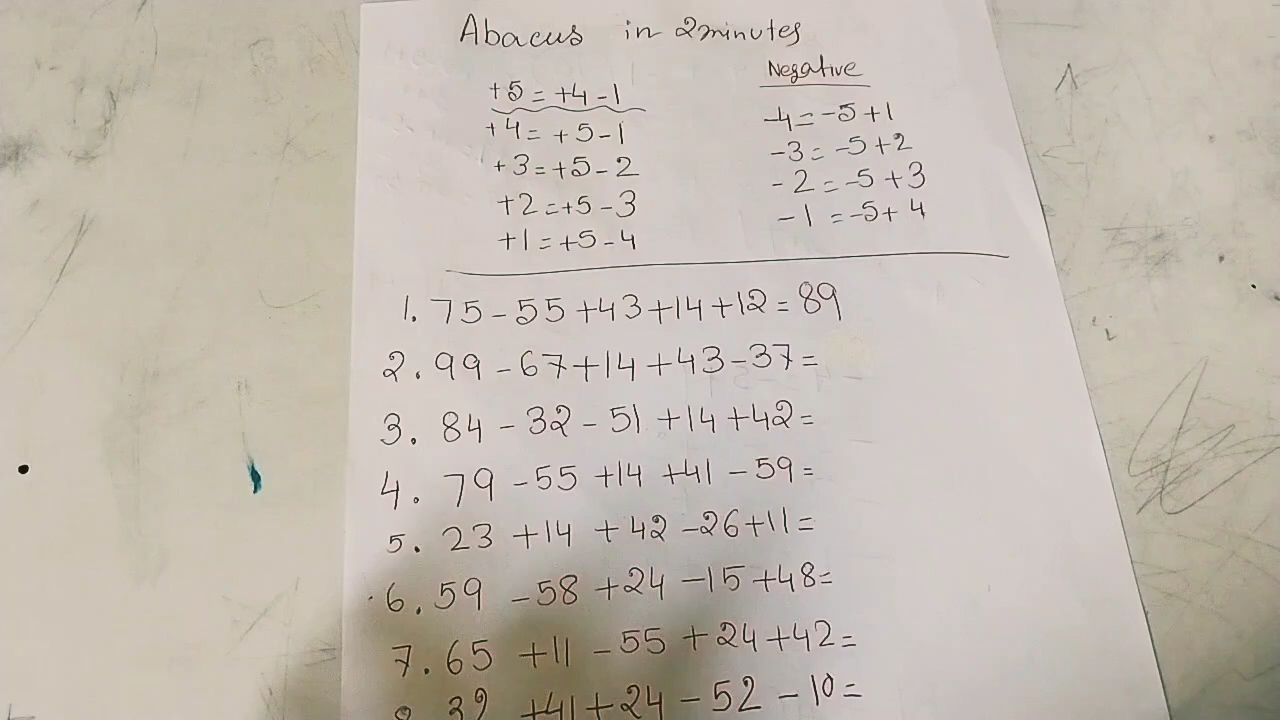 Abacus in 2minutes
+5 = +4 -1
+4 = +5 -1
+3 = +5 - 2
+2 = +5 - 3
+1 = +5 - 4
Negative
-4 = -5 +1
-3 = -5 +2
-2 = -5 +3
-1 = -5 + 4
1. 75 - 55 + 43 + 14 + 12 = 89
2. 99 - 67 + 14 + 43 - 37 =
3. 84 - 32 - 51 + 14 + 42 =
4. 79 - 55 + 14 + 41 - 59 =
5. 23 + 14 + 42 - 26 + 11 =
6. 59 - 58 + 24 - 15 + 48 =
7. 65 + 11 - 55 + 24 + 42 =
8. 32 + 41 + 24 - 52 - 10 =